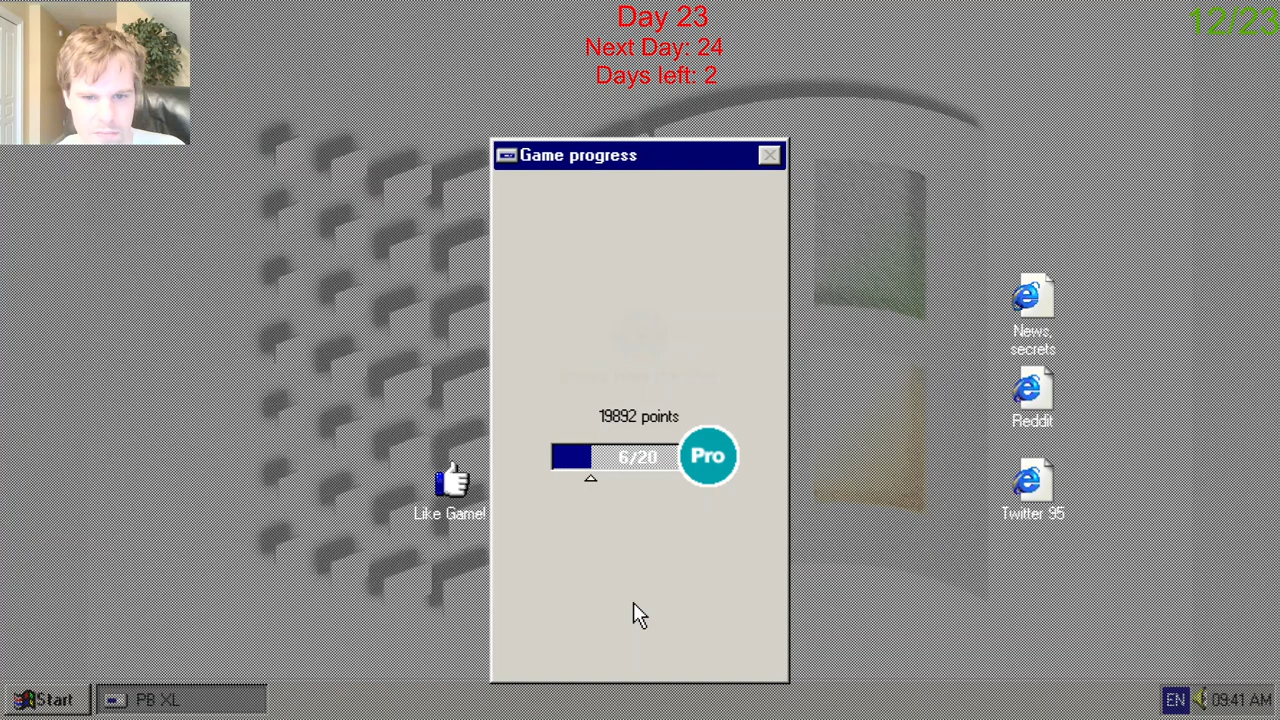 Day 23
Next Day: 24
Days left: 2
12/23
Game progress
19892 points
6/20
Pro
Like Game!
News,
secrets
Reddit
Twitter 95
Start
PB XL
EN
09:41 AM